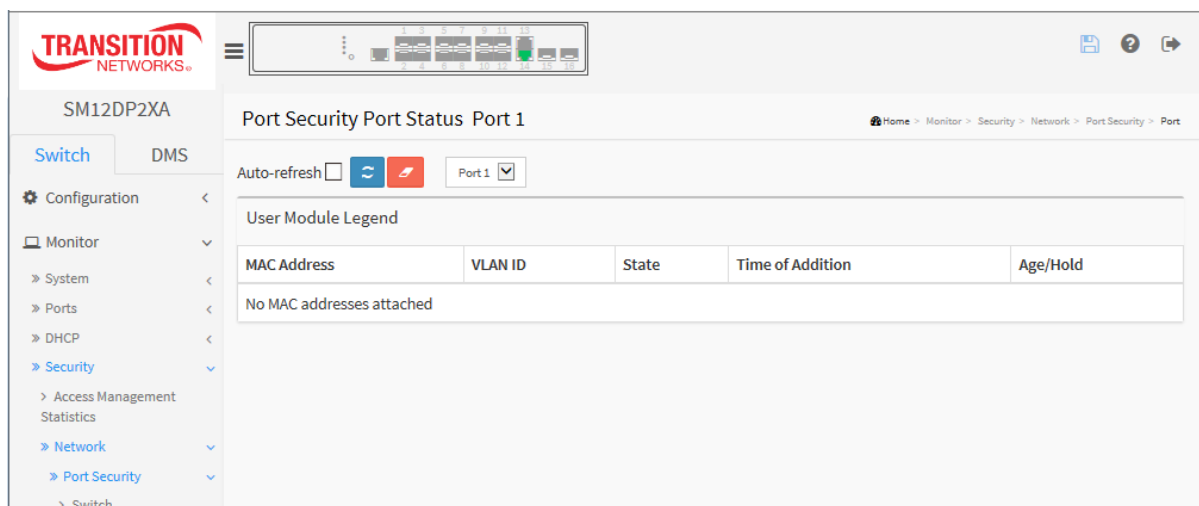 TRANSITION
NETWORKS®
1 3 5 7 9 11 13
2 4 6 8 10 12 14 15 16
SM12DP2XA
Switch
DMS
Configuration
Monitor
» System
» Ports
» DHCP
» Security
> Access Management
Statistics
» Network
» Port Security
> Switch
Port Security Port Status Port 1
Home > Monitor > Security > Network > Port Security > Port
Auto-refresh
Port 1
User Module Legend
MAC Address VLAN ID State Time of Addition Age/Hold
No MAC addresses attached